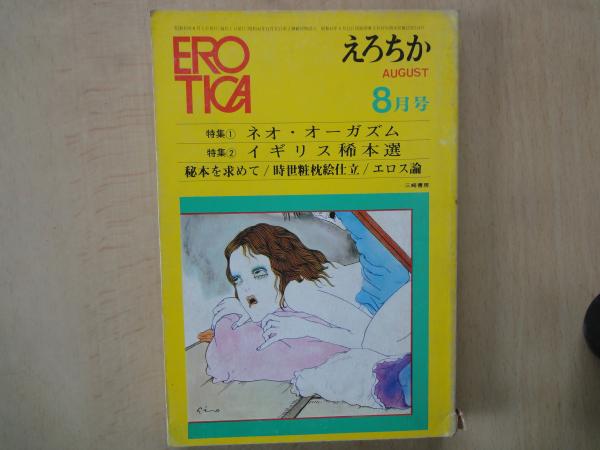 ERO
TICA
えろちか
AUGUST
8月号
特集① ネオ・オーガズム
特集② イギリス稀本選
秘本を求めて/時世粧枕絵仕立/エロス論
三崎書房